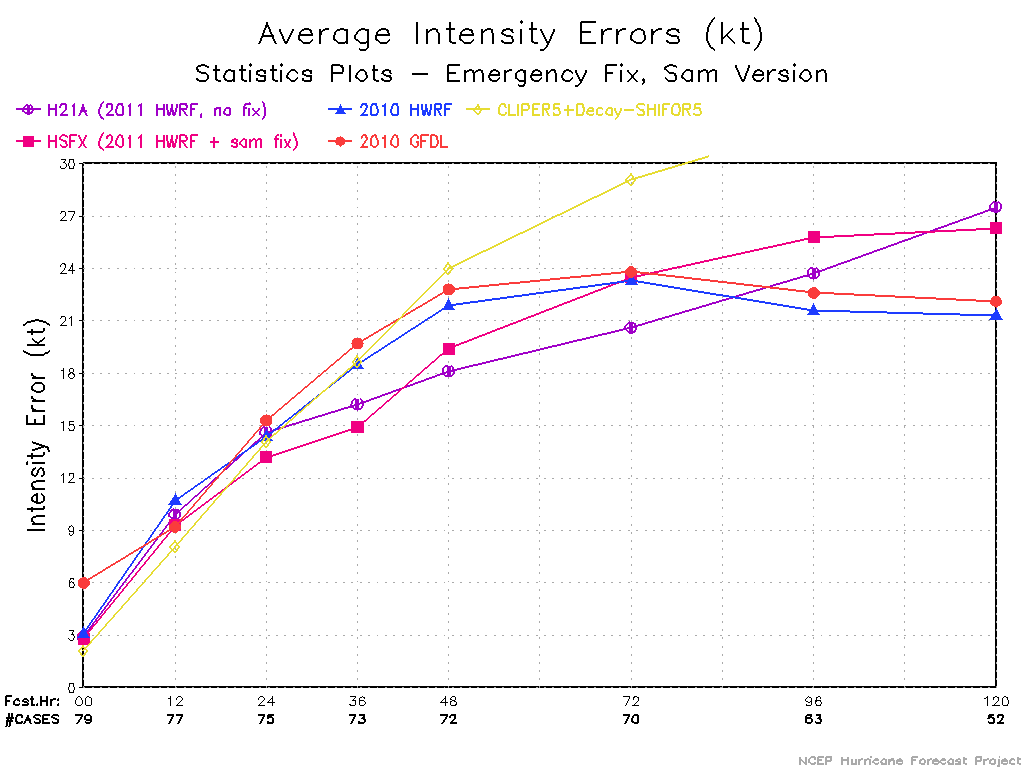 Average Intensity Errors (kt)
Statistics Plots – Emergency Fix, Sam Version
H21A (2011 HWRF, no fix) 2010 HWRF CLIPER5+Decay–SHIFOR5
HSFX (2011 HWRF + sam fix) 2010 GFDL
30
27
24
21
18
15
12
9
6
3
0
Intensity Error (kt)
Fcst.Hr: 00 12 24 36 48 72 96 120
#CASES 79 77 75 73 72 70 63 52
NCEP Hurricane Forecast Project